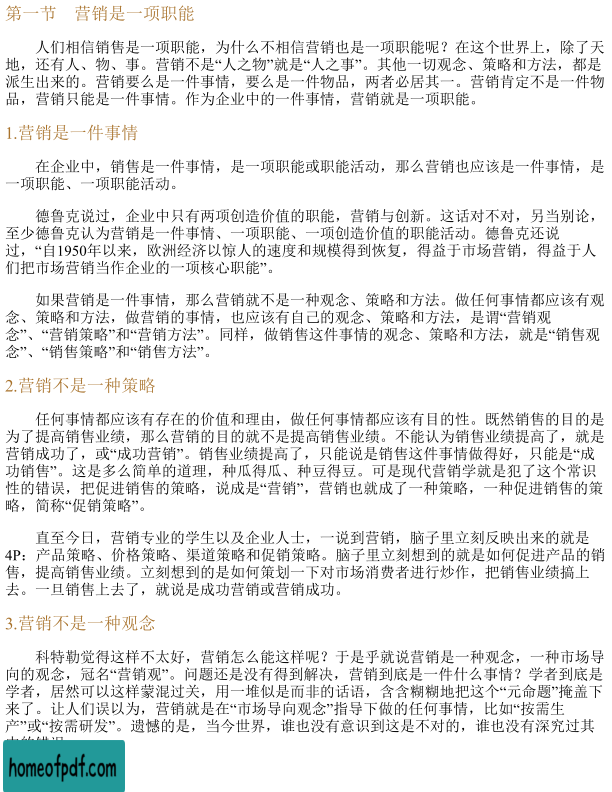 第一节　营销是一项职能
人们相信销售是一项职能，为什么不相信营销也是一项职能呢？在这个世界上，除了天
地，还有人、物、事。营销不是“人之物”就是“人之事”。其他一切观念、策略和方法，都是
派生出来的。营销要么是一件事情，要么是一件物品，两者必居其一。营销肯定不是一件物
品，营销只能是一件事情。作为企业中的一件事情，营销就是一项职能。
1.营销是一件事情
在企业中，销售是一件事情，是一项职能或职能活动，那么营销也应该是一件事情，是
一项职能、一项职能活动。
德鲁克说过，企业中只有两项创造价值的职能，营销与创新。这话对不对，另当别论，
至少德鲁克认为营销是一件事情、一项职能、一项创造价值的职能活动。德鲁克还说
过，“自1950年以来，欧洲经济以惊人的速度和规模得到恢复，得益于市场营销，得益于人
们把市场营销当作企业的一项核心职能”。
如果营销是一件事情，那么营销就不是一种观念、策略和方法。做任何事情都应该有观
念、策略和方法，做营销的事情，也应该有自己的观念、策略和方法，是谓“营销观
念”、“营销策略”和“营销方法”。同样，做销售这件事情的观念、策略和方法，就是“销售观
念”、“销售策略”和“销售方法”。
2.营销不是一种策略
任何事情都应该有存在的价值和理由，做任何事情都应该有目的性。既然销售的目的是
为了提高销售业绩，那么营销的目的就不是提高销售业绩。不能认为销售业绩提高了，就是
营销成功了，或“成功营销”。销售业绩提高了，只能说是销售这件事情做得好，只能是“成
功销售”。这是多么简单的道理，种瓜得瓜、种豆得豆。可是现代营销学就是犯了这个常识
性的错误，把促进销售的策略，说成是“营销”，营销也就成了一种策略，一种促进销售的策
略，简称“促销策略”。
直至今日，营销专业的学生以及企业人士，一说到营销，脑子里立刻反映出来的就是
4P：产品策略、价格策略、渠道策略和促销策略。脑子里立刻想到的就是如何促进产品的销
售，提高销售业绩。立刻想到的是如何策划一下对市场消费者进行炒作，把销售业绩搞上
去。一旦销售上去了，就说是成功营销或营销成功。
3.营销不是一种观念
科特勒觉得这样不太好，营销怎么能这样呢？于是乎就说营销是一种观念，一种市场导
向的观念，冠名“营销观”。问题还是没有得到解决，营销到底是一件什么事情？学者到底是
学者，居然可以这样蒙混过关，用一堆似是而非的话语，含含糊糊地把这个“元命题”掩盖下
来了。让人们误以为，营销就是在“市场导向观念”指导下做的任何事情，比如“按需生
产”或“按需研发”。遗憾的是，当今世界，谁也没有意识到这是不对的，谁也没有深究过其
homeofpdf.com